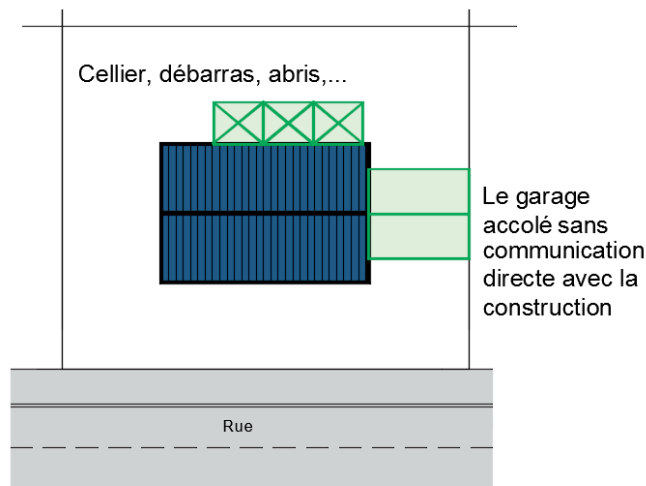 Cellier, débarras, abris,...
Le garage
accolé sans
communication
directe avec la
construction
Rue